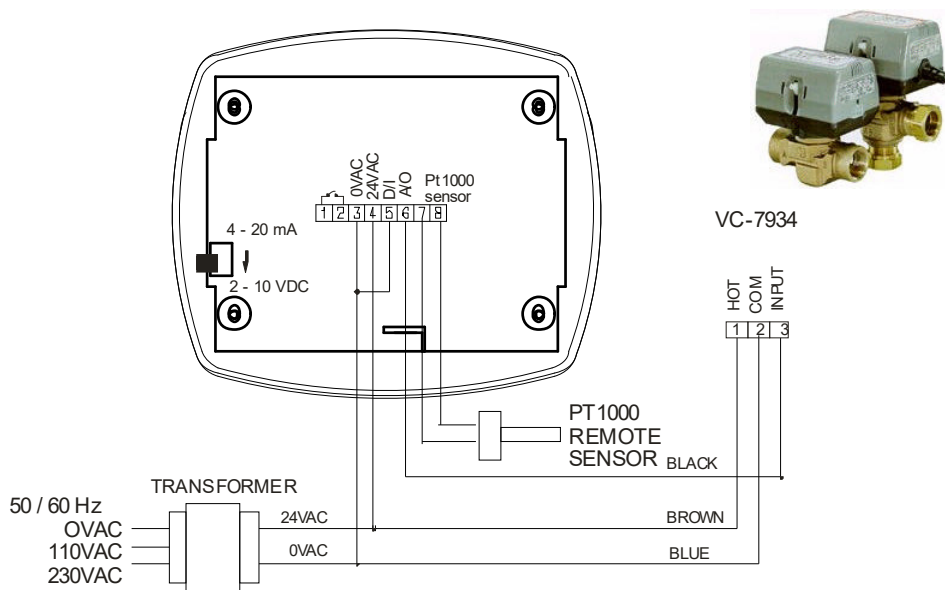 0VAC
24VAC
D/I
A/O
Pt1000
sensor
1 2 3 4 5 6 7 8
4 - 20 mA
2 - 10 VDC
VC-7934
HOT
COM
INPUT
1 2 3
PT1000
REMOTE
SENSOR
BLACK
TRANSFORMER
50 / 60 Hz
OVAC
110VAC
230VAC
24VAC
BROWN
0VAC
BLUE